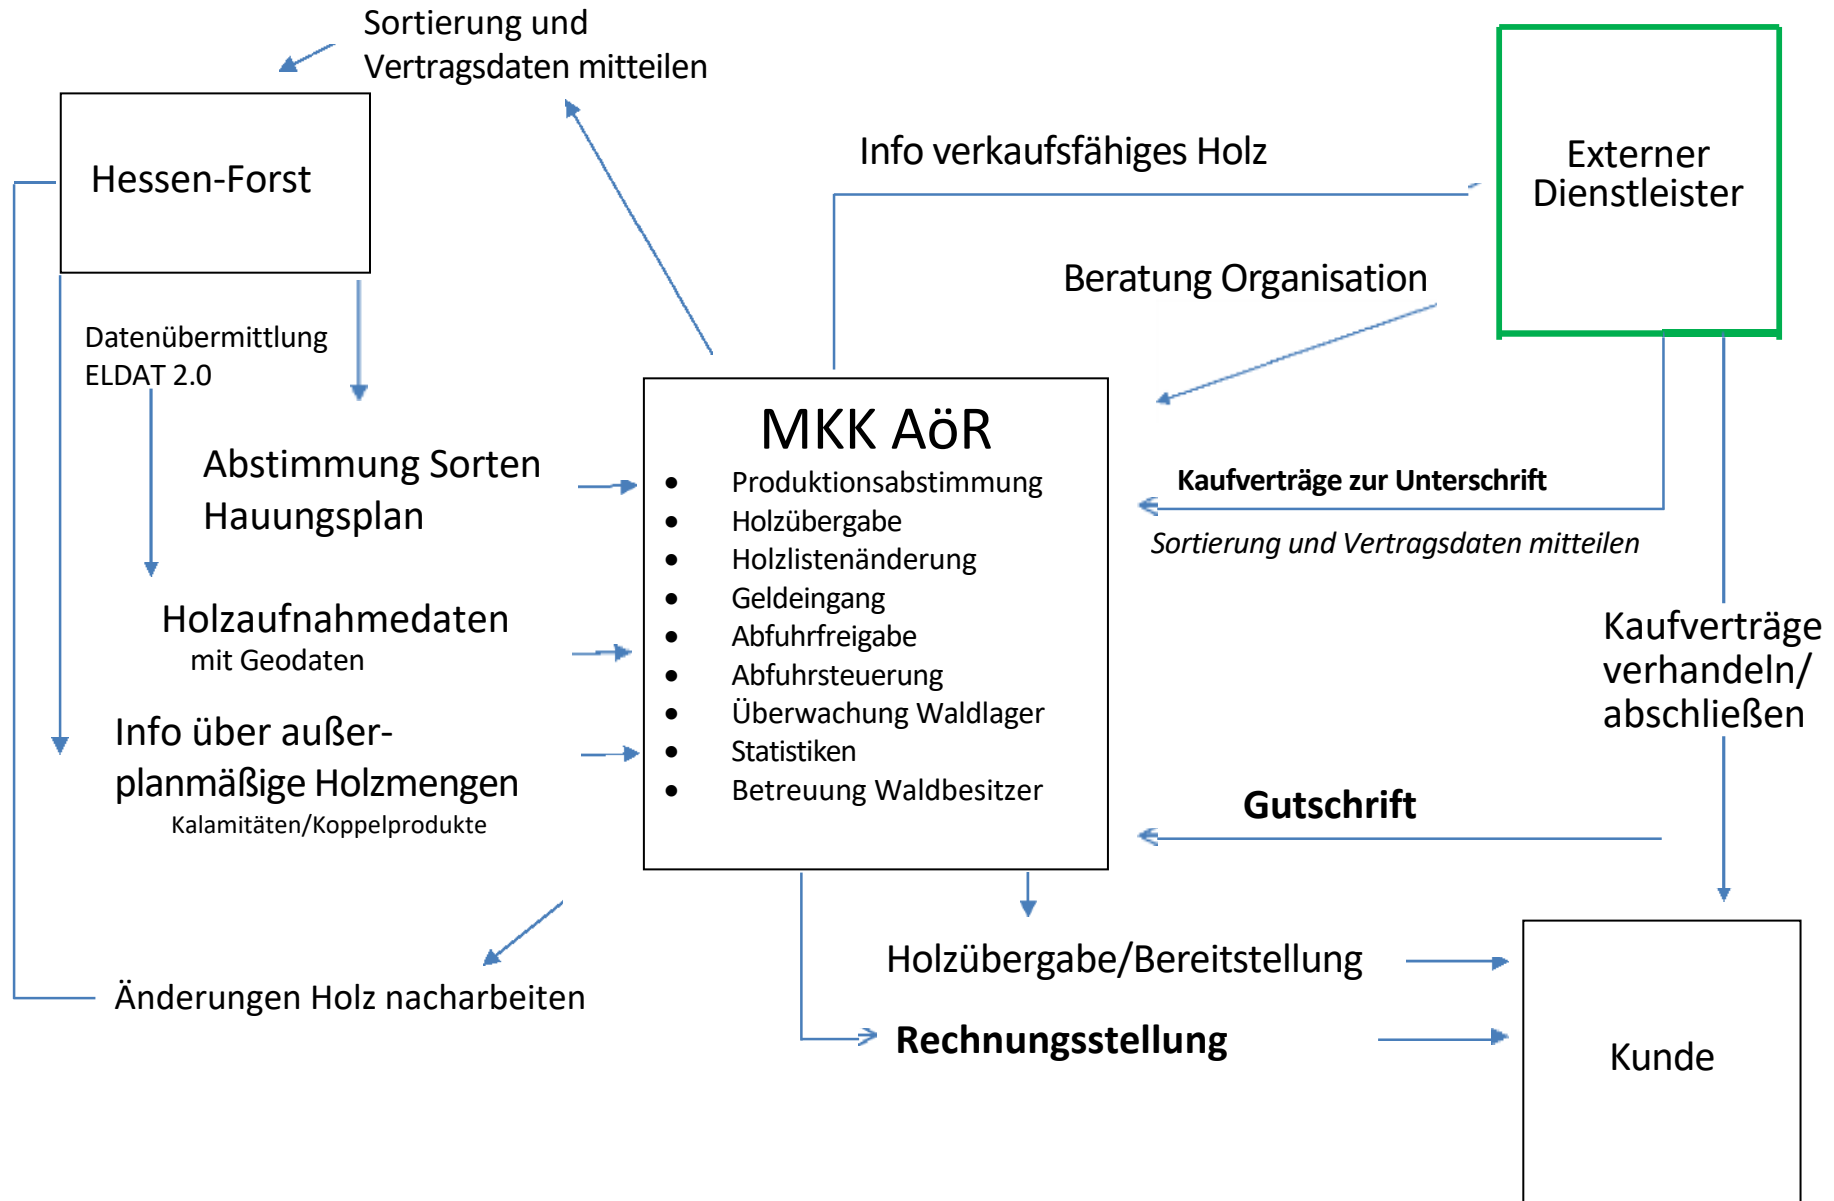 Sortierung und
Vertragsdaten mitteilen
Hessen-Forst
Info verkaufsfähiges Holz
Externer
Dienstleister
Beratung Organisation
Datenübermittlung
ELDAT 2.0
Abstimmung Sorten
Hauungsplan
Holzaufnahmedaten
mit Geodaten
Info über außer-
planmäßige Holzmengen
Kalamitäten/Koppelprodukte
Änderungen Holz nacharbeiten
MKK AöR
• Produktionsabstimmung
• Holzübergabe
• Holzlistenänderung
• Geldeingang
• Abfuhrfreigabe
• Abfuhrsteuerung
• Überwachung Waldlager
• Statistiken
• Betreuung Waldbesitzer
Kaufverträge zur Unterschrift
Sortierung und Vertragsdaten mitteilen
Kaufverträge
verhandeln/
abschließen
Gutschrift
Holzübergabe/Bereitstellung
Rechnungsstellung
Kunde